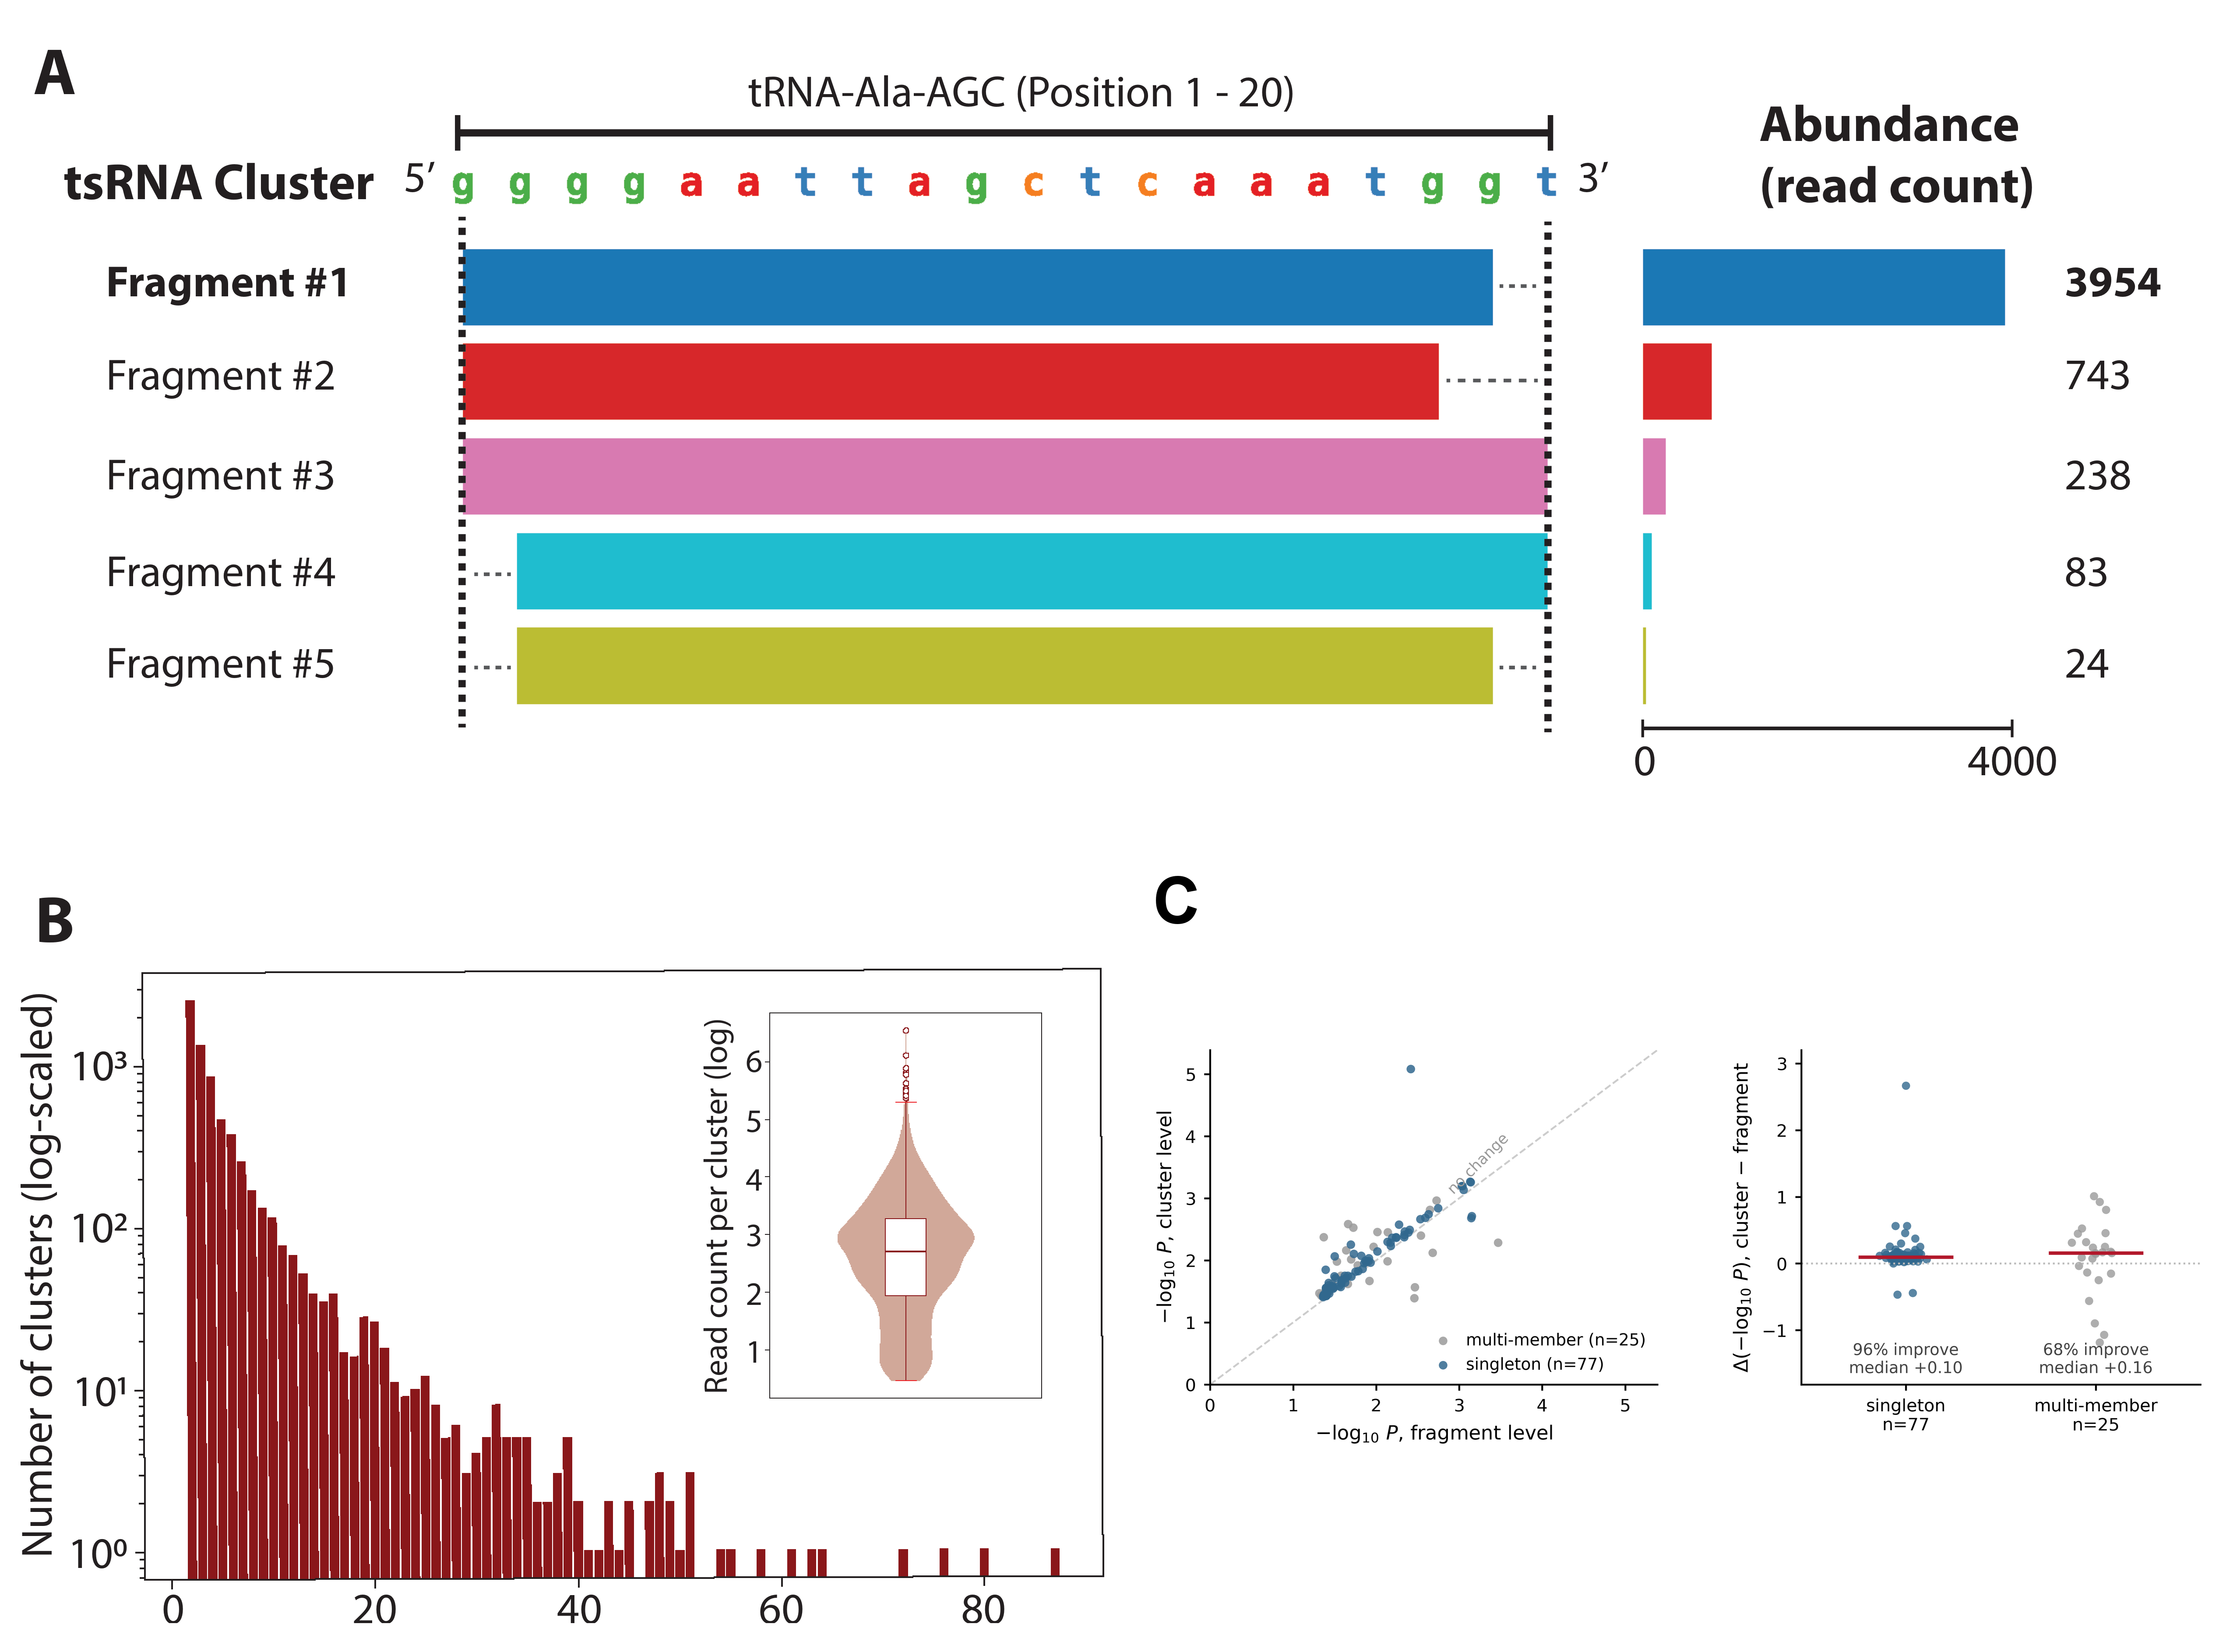 A
tRNA-Ala-AGC (Position 1 - 20)
Abundance
(read count)
tsRNA Cluster 5′ g g g g a a t t a g c t c a a a t g g t 3′
Fragment #1 3954
Fragment #2 743
Fragment #3 238
Fragment #4 83
Fragment #5 24
0 4000
B
Number of clusters (log-scaled)
10³
10²
10¹
10⁰
0 20 40 60 80
Read count per cluster (log)
6
5
4
3
2
1
C
−log₁₀ P, cluster level
5
4
3
2
1
0
no change
multi-member (n=25)
singleton (n=77)
0 1 2 3 4 5
−log₁₀ P, fragment level
Δ(−log₁₀ P), cluster − fragment
3
2
1
0
−1
96% improve
median +0.10
68% improve
median +0.16
singleton
n=77
multi-member
n=25